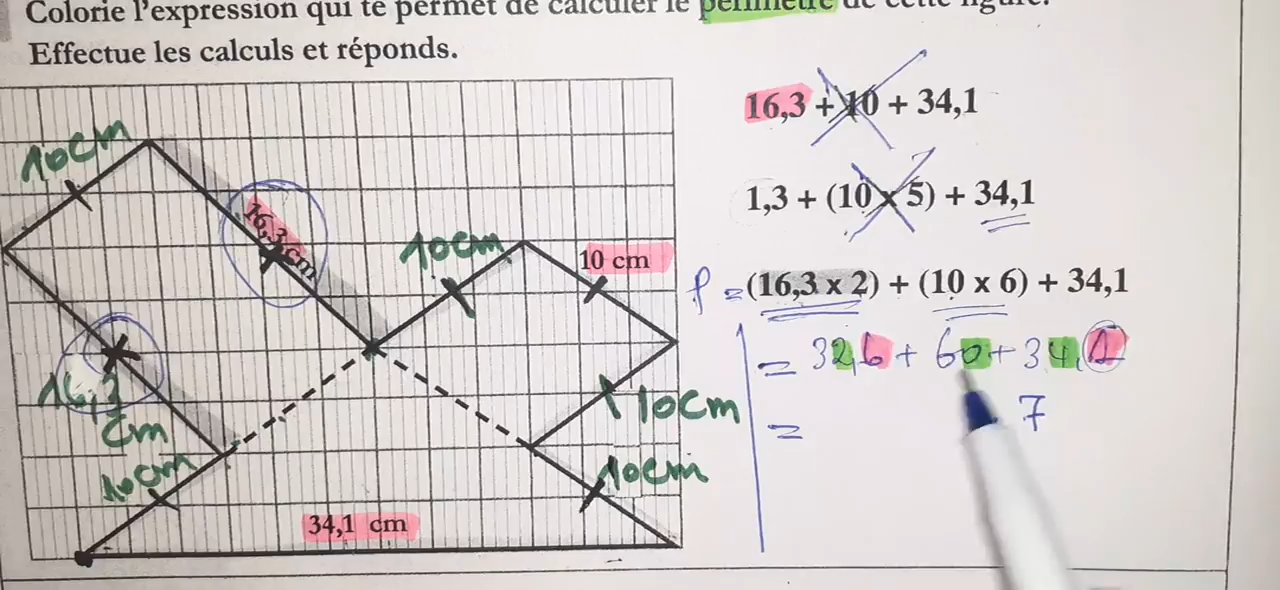 Colorie l'expression qui te permet de calculer le périmètre de cette figure.
Effectue les calculs et réponds.
10cm
16,3 cm
10cm
10 cm
16,3 cm
10cm
10cm
10cm
34,1 cm
16,3 + 10 + 34,1
1,3 + (10 x 5) + 34,1
P = (16,3 x 2) + (10 x 6) + 34,1
= 32,6 + 60 + 34,1
= 7